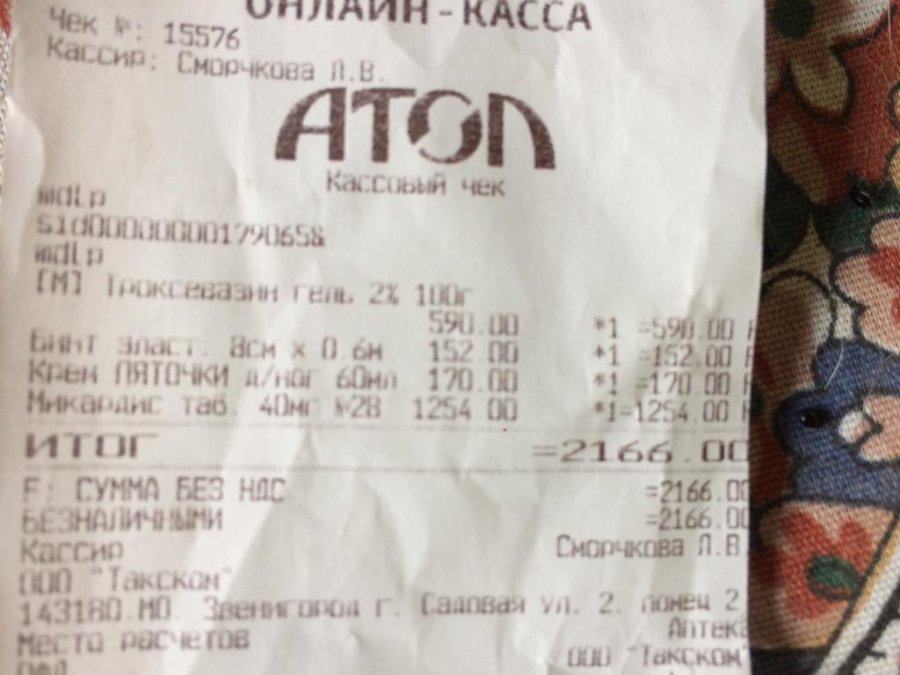 ОНЛАЙН-КАССА
Чек №: 15576
Кассир: Сморчкова Л.В.
АТОЛ
Кассовый чек
mdlp
mdlp
[М] Троксевазин гель 2% 100г
590.00 *1 =590.00
Бинт эласт. 8см х 0.6м 152.00 *1 =152.00
Крем ПЯТОЧКИ д/ног 60мл 170.00 *1 =170.00
Микардис таб. 40мг №28 1254.00 *1=1254.00
ИТОГ =2166.00
F: СУММА БЕЗ НДС =2166.00
БЕЗНАЛИЧНЫМИ =2166.00
Кассир Сморчкова Л.В
ООО "Такском"
143180.МО. Звенигород г. Садовая ул. 2. помещ 2
Аптека
Место расчетов
ООО "Такском"
ОФД